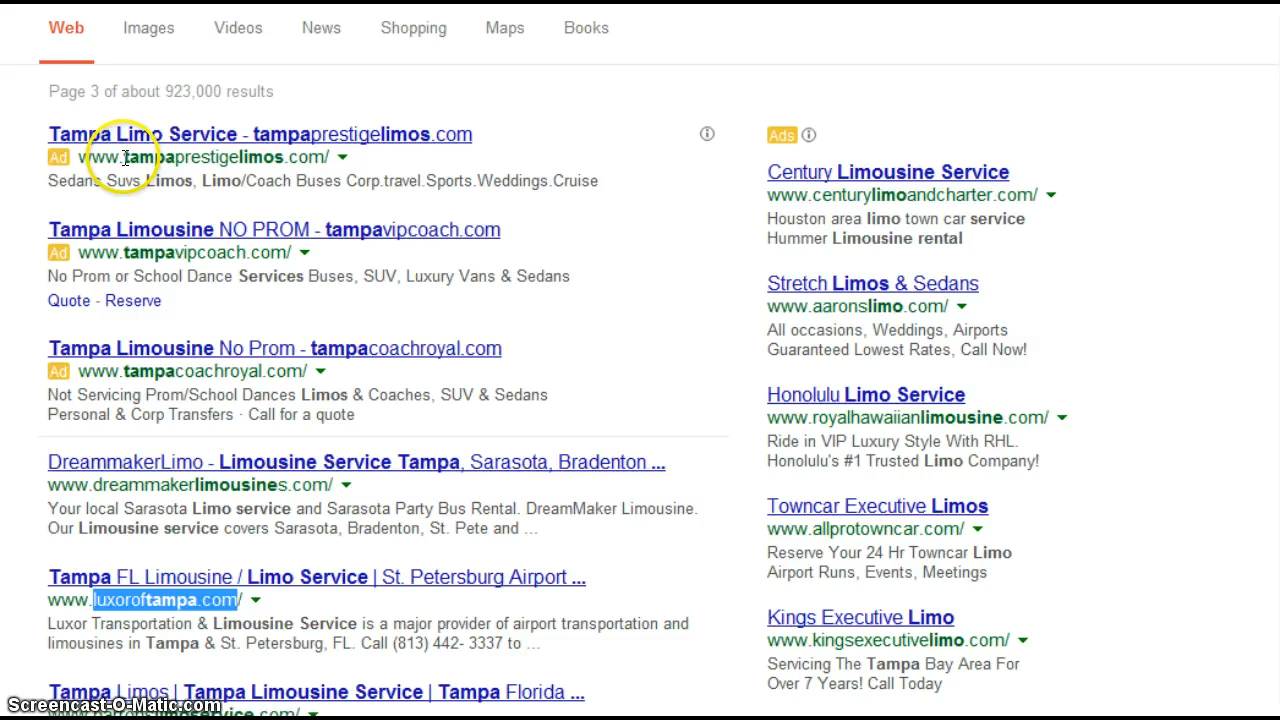 Web Images Videos News Shopping Maps Books
Page 3 of about 923,000 results
Tampa Limo Service - tampaprestigelimos.com
Ad www.tampaprestigelimos.com/
Sedans Suvs Limos, Limo/Coach Buses Corp.travel.Sports.Weddings.Cruise
Tampa Limousine NO PROM - tampavipcoach.com
Ad www.tampavipcoach.com/
No Prom or School Dance Services Buses, SUV, Luxury Vans & Sedans
Quote - Reserve
Tampa Limousine No Prom - tampacoachroyal.com
Ad www.tampacoachroyal.com/
Not Servicing Prom/School Dances Limos & Coaches, SUV & Sedans
Personal & Corp Transfers · Call for a quote
DreammakerLimo - Limousine Service Tampa, Sarasota, Bradenton ...
www.dreammakerlimousines.com/
Your local Sarasota Limo service and Sarasota Party Bus Rental. DreamMaker Limousine.
Our Limousine service covers Sarasota, Bradenton, St. Pete and ...
Tampa FL Limousine / Limo Service | St. Petersburg Airport ...
www.luxoroftampa.com/
Luxor Transportation & Limousine Service is a major provider of airport transportation and
limousines in Tampa & St. Petersburg, FL. Call (813) 442- 3337 to ...
Tampa Limos | Tampa Limousine Service | Tampa Florida ...
Ads
Century Limousine Service
www.centurylimoandcharter.com/
Houston area limo town car service
Hummer Limousine rental
Stretch Limos & Sedans
www.aaronslimo.com/
All occasions, Weddings, Airports
Guaranteed Lowest Rates, Call Now!
Honolulu Limo Service
www.royalhawaiianlimousine.com/
Ride in VIP Luxury Style With RHL.
Honolulu's #1 Trusted Limo Company!
Towncar Executive Limos
www.allprotowncar.com/
Reserve Your 24 Hr Towncar Limo
Airport Runs, Events, Meetings
Kings Executive Limo
www.kingsexecutivelimo.com/
Servicing The Tampa Bay Area For
Over 7 Years! Call Today
Screencast-O-Matic.com